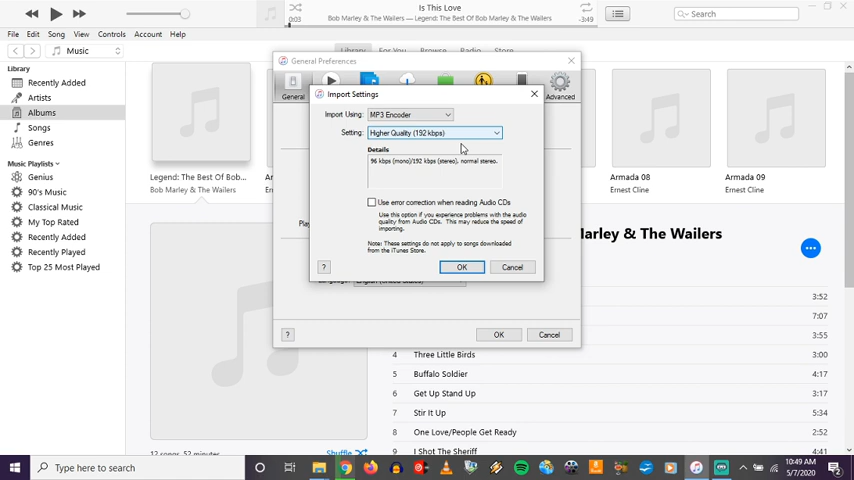 Is This Love
0:03
Bob Marley & The Wailers — Legend: The Best Of Bob Marley & The Wailers
-3:49
Search
File Edit Song View Controls Account Help
Music
Library For You Browse Radio Store
Library
Recently Added
Artists
Albums
Songs
Genres
Music Playlists
Genius
90's Music
Classical Music
My Top Rated
Recently Added
Recently Played
Top 25 Most Played
Legend: The Best Of Bob...
Bob Marley & The Wailers
Armada 08
Ernest Cline
Armada 09
Ernest Cline
General Preferences
General
Advanced
Import Settings
Import Using: MP3 Encoder
Setting: Higher Quality (192 kbps)
Details
96 kbps (mono)/192 kbps (stereo), normal stereo.
Use error correction when reading Audio CDs
Use this option if you experience problems with the audio
quality from Audio CDs. This may reduce the speed of
importing.
Note: These settings do not apply to songs downloaded
from the iTunes Store.
? OK Cancel
? OK Cancel
Marley & The Wailers
3:52
7:07
3:55
4 Three Little Birds 3:00
5 Buffalo Soldier 4:17
6 Get Up Stand Up 3:17
7 Stir It Up 5:34
8 One Love/People Get Ready 2:52
9 I Shot The Sheriff 4:41
12 songs, 52 minutes
Shuffle
Type here to search
10:49 AM
5/7/2020
2